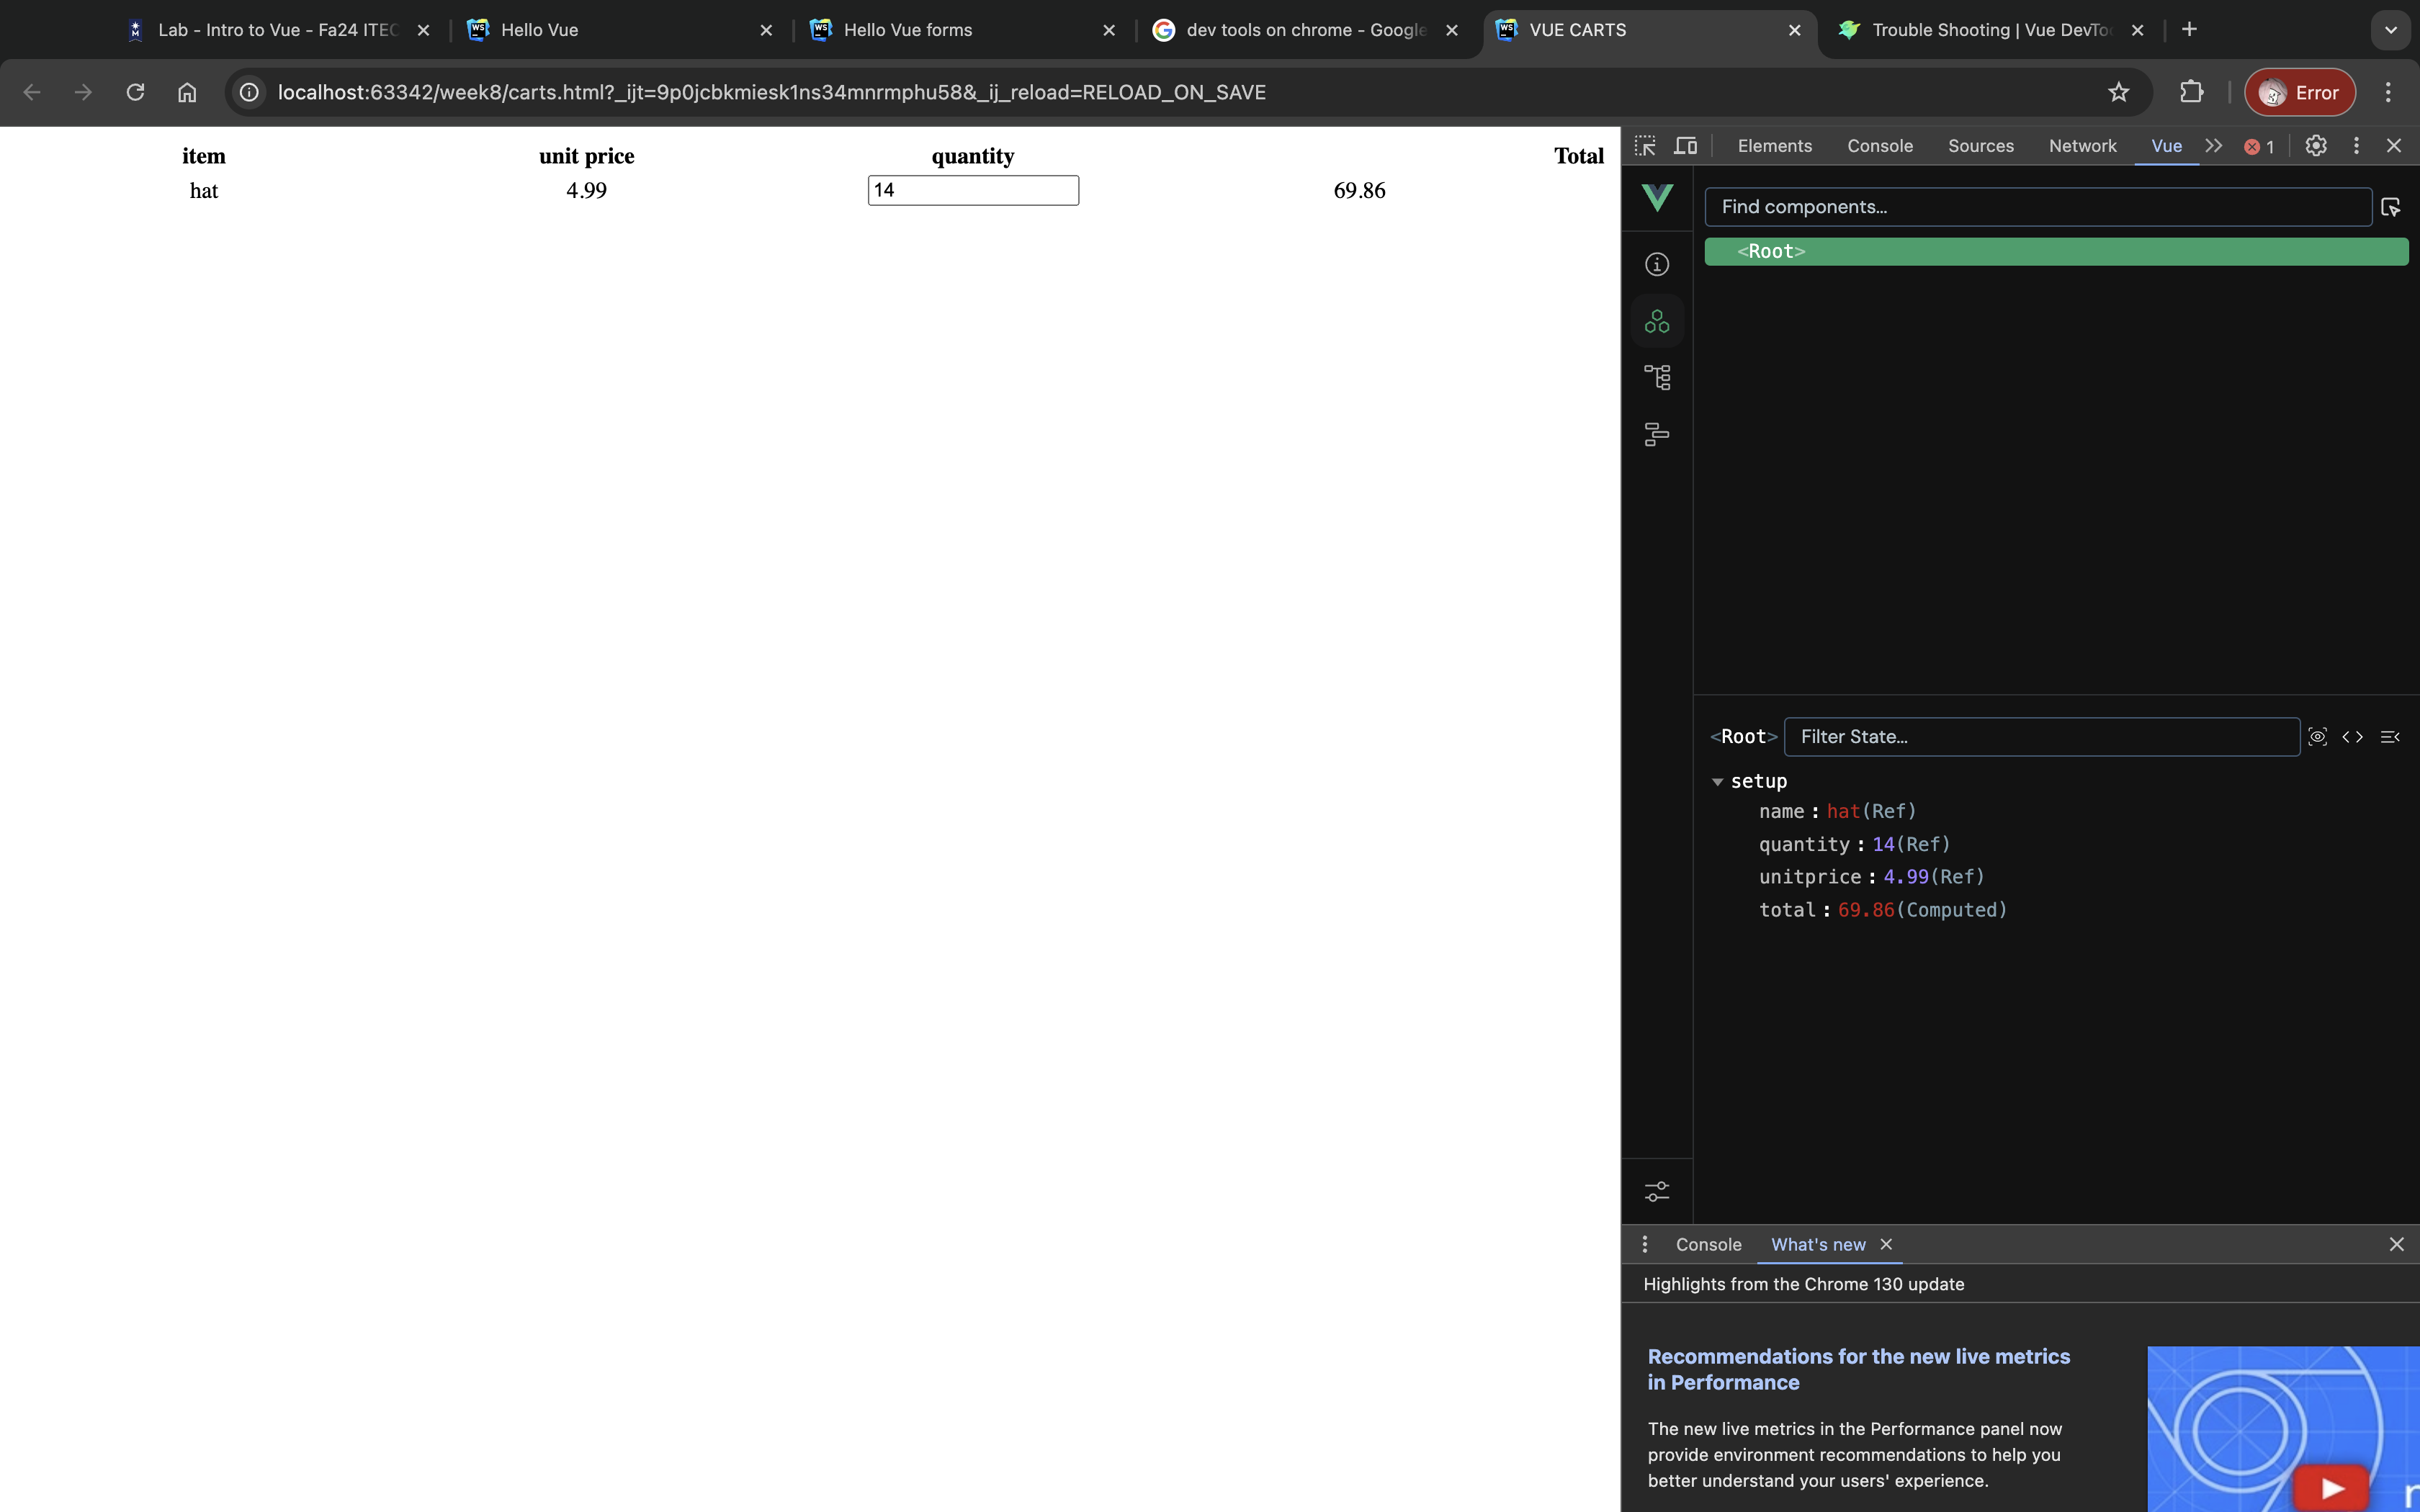 Lab - Intro to Vue - Fa24 ITEC
Hello Vue
Hello Vue forms
dev tools on chrome - Google
VUE CARTS
Trouble Shooting | Vue DevToo
localhost:63342/week8/carts.html?_ijt=9p0jcbkmiesk1ns34mnrmphu58&_ij_reload=RELOAD_ON_SAVE
Error
item unit price quantity Total
hat 4.99 14 69.86
Elements Console Sources Network Vue 1
Find components...
<Root>
<Root> Filter State...
setup
name : hat(Ref)
quantity : 14(Ref)
unitprice : 4.99(Ref)
total : 69.86(Computed)
Console What's new
Highlights from the Chrome 130 update
Recommendations for the new live metrics
in Performance
The new live metrics in the Performance panel now
provide environment recommendations to help you
better understand your users' experience.